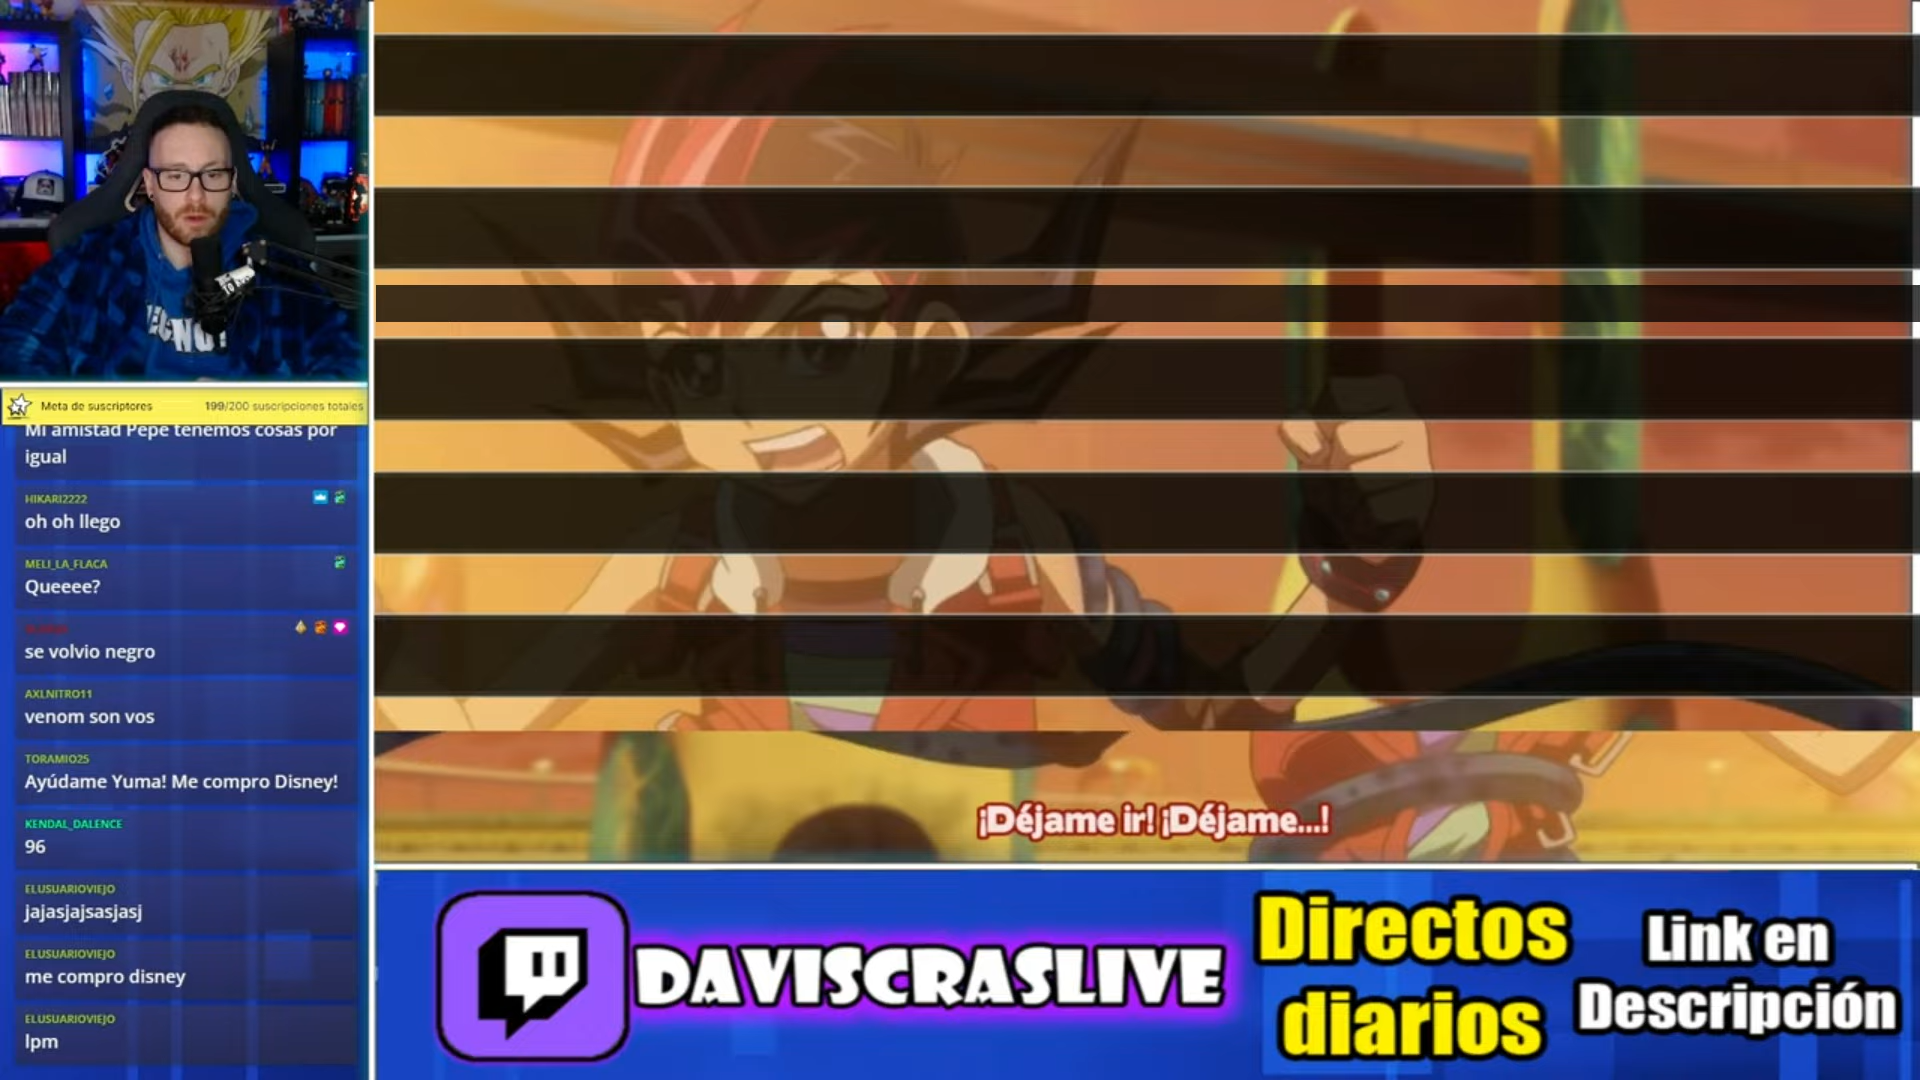 Meta de suscriptores 199/200 suscripciones totales
Mi amistad Pepe tenemos cosas por
igual
HIKARI2222
oh oh llego
MELI_LA_FLACA
Queeee?
se volvio negro
AXLNITRO11
venom son vos
TORAMIO25
Ayúdame Yuma! Me compro Disney!
KENDAL_DALENCE
96
ELUSUARIOVIEJO
jajasjajsasjasj
ELUSUARIOVIEJO
me compro disney
ELUSUARIOVIEJO
lpm
¡Déjame ir! ¡Déjame...!
DAVISCRASLIVE
Directos
diarios
Link en
Descripción